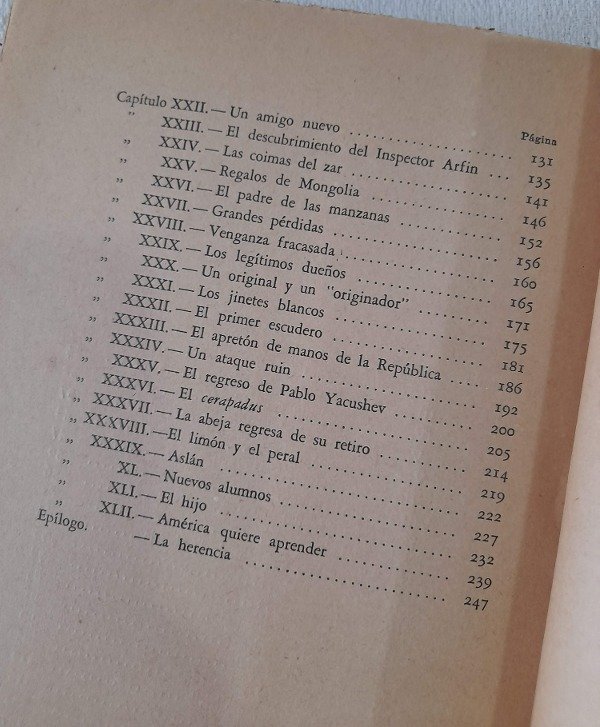 Página
Capítulo XXII.— Un amigo nuevo .................... 131
" XXIII.— El descubrimiento del Inspector Arfin ... 135
" XXIV.— Las coimas del zar .................... 141
" XXV.— Regalos de Mongolia .................... 146
" XXVI.— El padre de las manzanas .................... 152
" XXVII.— Grandes pérdidas .................... 156
" XXVIII.— Venganza fracasada .................... 160
" XXIX.— Los legítimos dueños .................... 165
" XXX.— Un original y un "originador" .................... 171
" XXXI.— Los jinetes blancos .................... 175
" XXXII.— El primer escudero .................... 181
" XXXIII.— El apretón de manos de la República .................... 186
" XXXIV.— Un ataque ruin .................... 192
" XXXV.— El regreso de Pablo Yacushev .................... 200
" XXXVI.— El cerapadus .................... 205
" XXXVII.— La abeja regresa de su retiro .................... 214
" XXXVIII.—El limón y el peral .................... 219
" XXXIX.— Aslán .................... 222
" XL.— Nuevos alumnos .................... 227
" XLI.— El hijo .................... 232
" XLII.— América quiere aprender .................... 239
Epílogo. — La herencia .................... 247